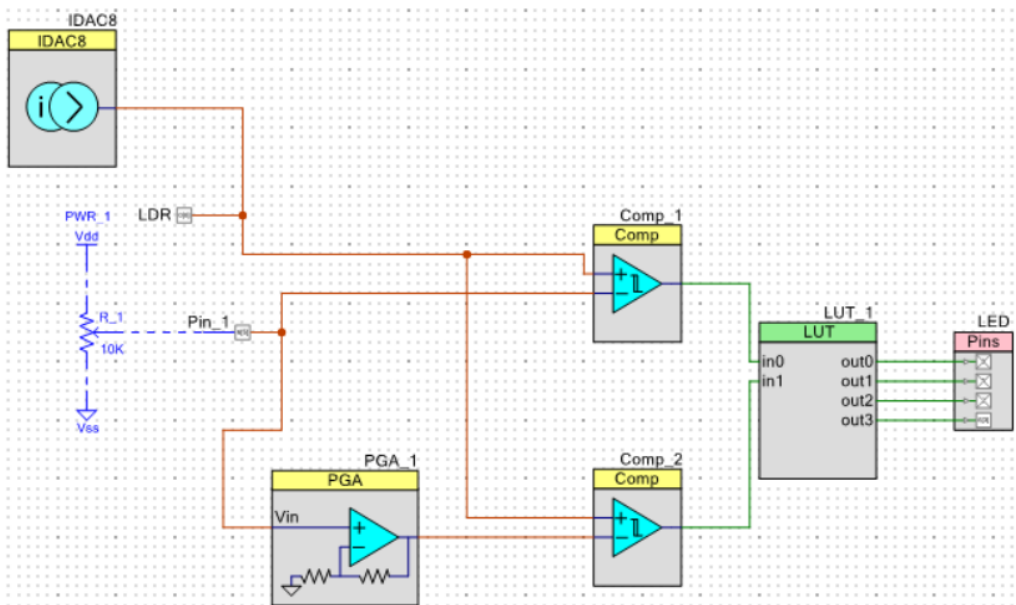 IDAC8
IDAC8
i
LDR
PWR_1
Vdd
R_1
10K
Vss
Pin_1
Comp_1
Comp
+
-
PGA_1
PGA
Vin
+
-
Comp_2
Comp
+
-
LUT_1
LUT
in0 out0
in1 out1
out2
out3
LED
Pins